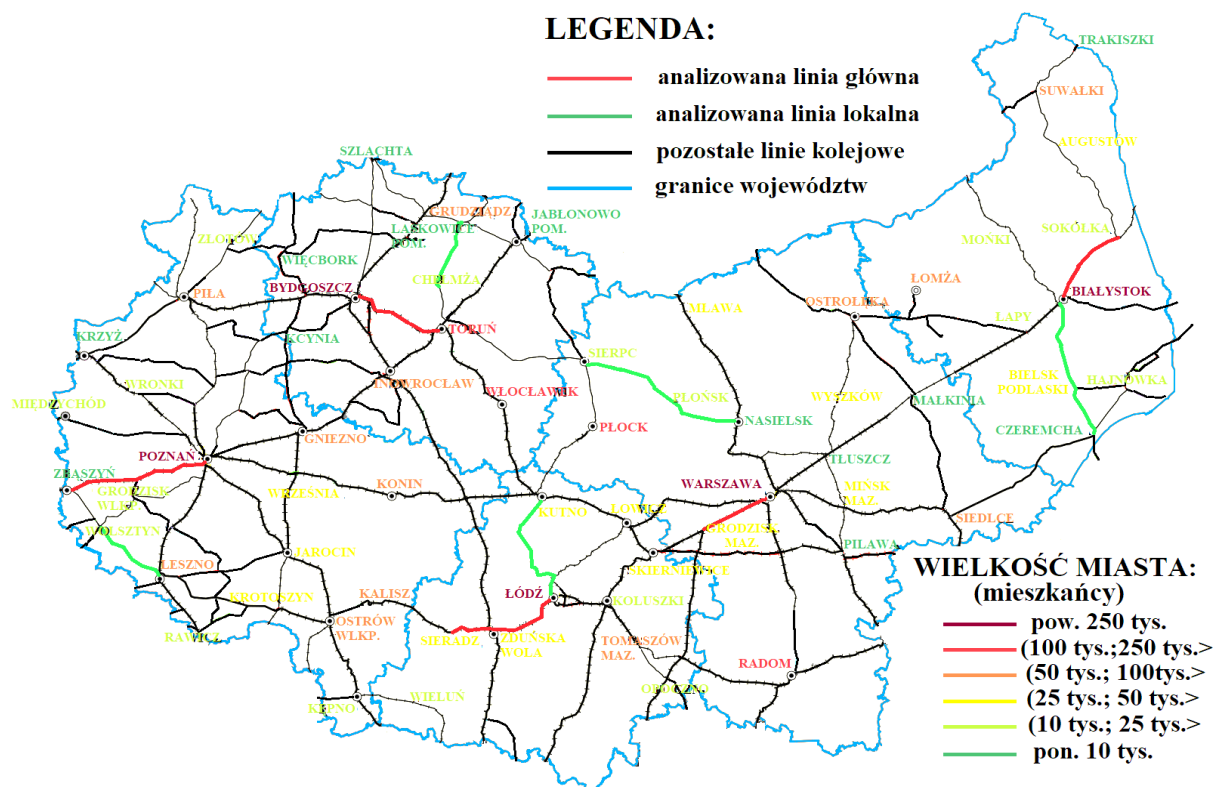 LEGENDA:
analizowana linia główna
analizowana linia lokalna
pozostałe linie kolejowe
granice województw
TRAKISZKI
SUWAŁKI
AUGUSTÓW
SZLACHTA
GRUDZIĄDZ
JABLONOWO
POM.
LASKOWICE
POM.
ZŁOTÓW
WIĘCBORK
CHEŁMŻA
MOŃKI
SOKÓŁKA
BYDGOSZCZ
PIŁA
TORUŃ
MŁAWA
OSTROŁĘKA
ŁOMŻA
BIAŁYSTOK
ŁAPY
KRZYŻ
KCYNIA
SIERPC
WRONKI
INOWROCŁAW
WŁOCŁAWEK
PŁOŃSK
WYSZKÓW
BIELSK
PODLASKI
HAJNÓWKA
MIĘDZYCHÓD
MAŁKINIA
NASIELSK
PŁOCK
GNIEZNO
CZEREMCHA
POZNAŃ
TŁUSZCZ
ZBĄSZYŃ
GRODZISK
WLKP.
WRZEŚNIA
KONIN
WARSZAWA
MIŃSK
MAZ.
KUTNO
ŁOWICZ
SIEDLCE
WOLSZTYN
GRODZISK
MAZ.
PILAWA
JAROCIN
LESZNO
SKIERNIEWICE
KROTOSZYN
KALISZ
ŁÓDŹ
KOLUSZKI
RAWICZ
OSTRÓW
WLKP.
SIERADZ
ZDUŃSKA
WOLA
TOMASZÓW
MAZ.
RADOM
OPOCZNO
WIELUŃ
KĘPNO
WIELKOŚĆ MIASTA:
(mieszkańcy)
pow. 250 tys.
(100 tys.;250 tys.>
(50 tys.; 100tys.>
(25 tys.; 50 tys.>
(10 tys.; 25 tys.>
pon. 10 tys.